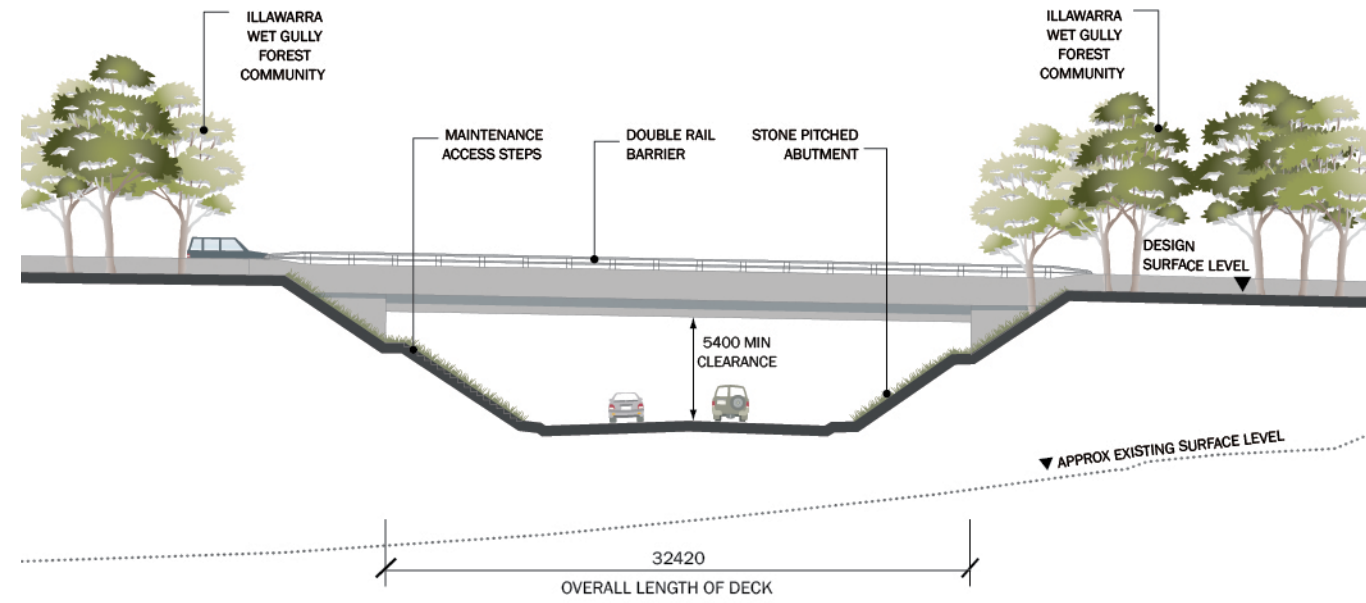 ILLAWARRA
WET GULLY
FOREST
COMMUNITY
ILLAWARRA
WET GULLY
FOREST
COMMUNITY
MAINTENANCE
ACCESS STEPS
DOUBLE RAIL
BARRIER
STONE PITCHED
ABUTMENT
DESIGN
SURFACE LEVEL
5400 MIN
CLEARANCE
APPROX EXISTING SURFACE LEVEL
32420
OVERALL LENGTH OF DECK